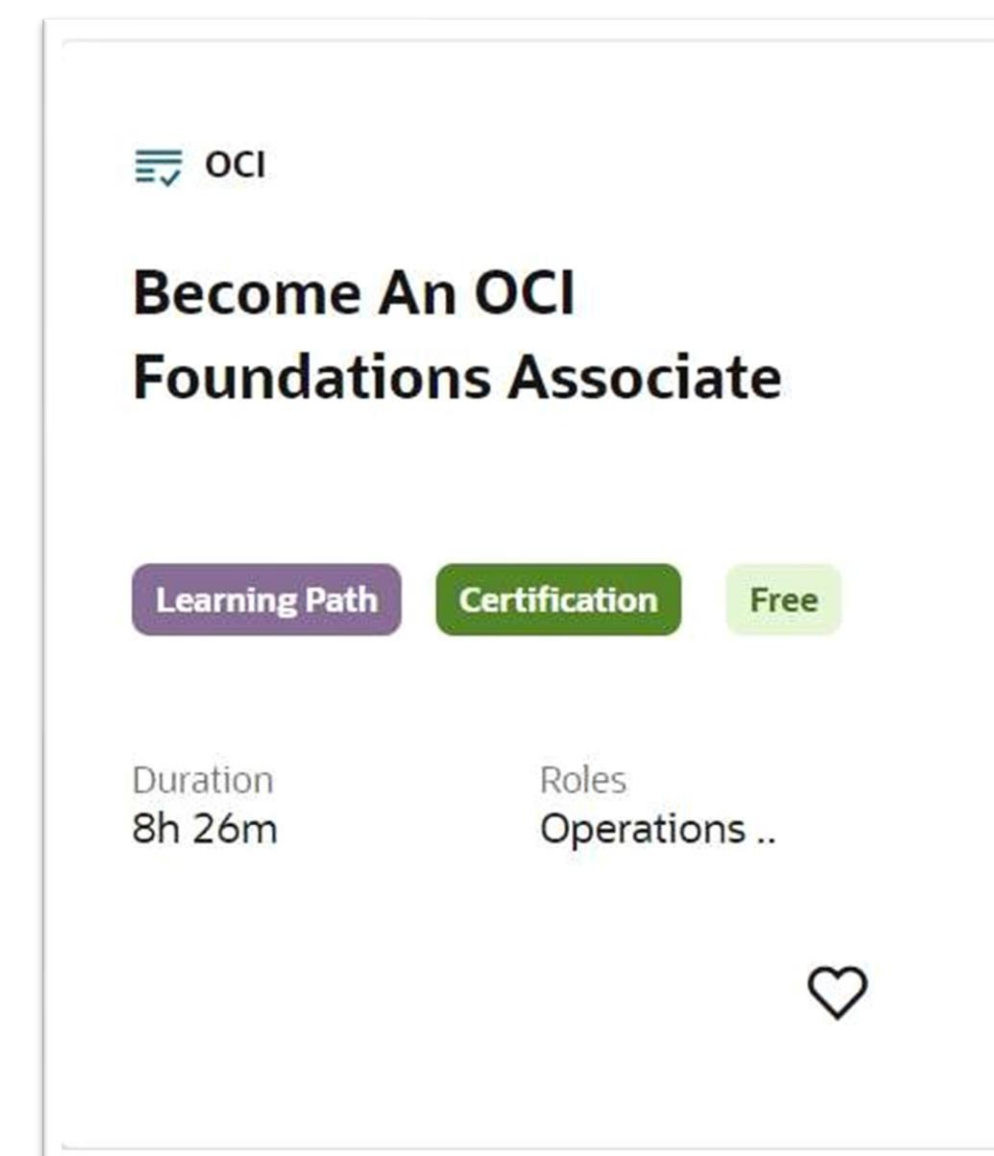 OCI
Become An OCI
Foundations Associate
Learning Path Certification Free
Duration Roles
8h 26m Operations ..